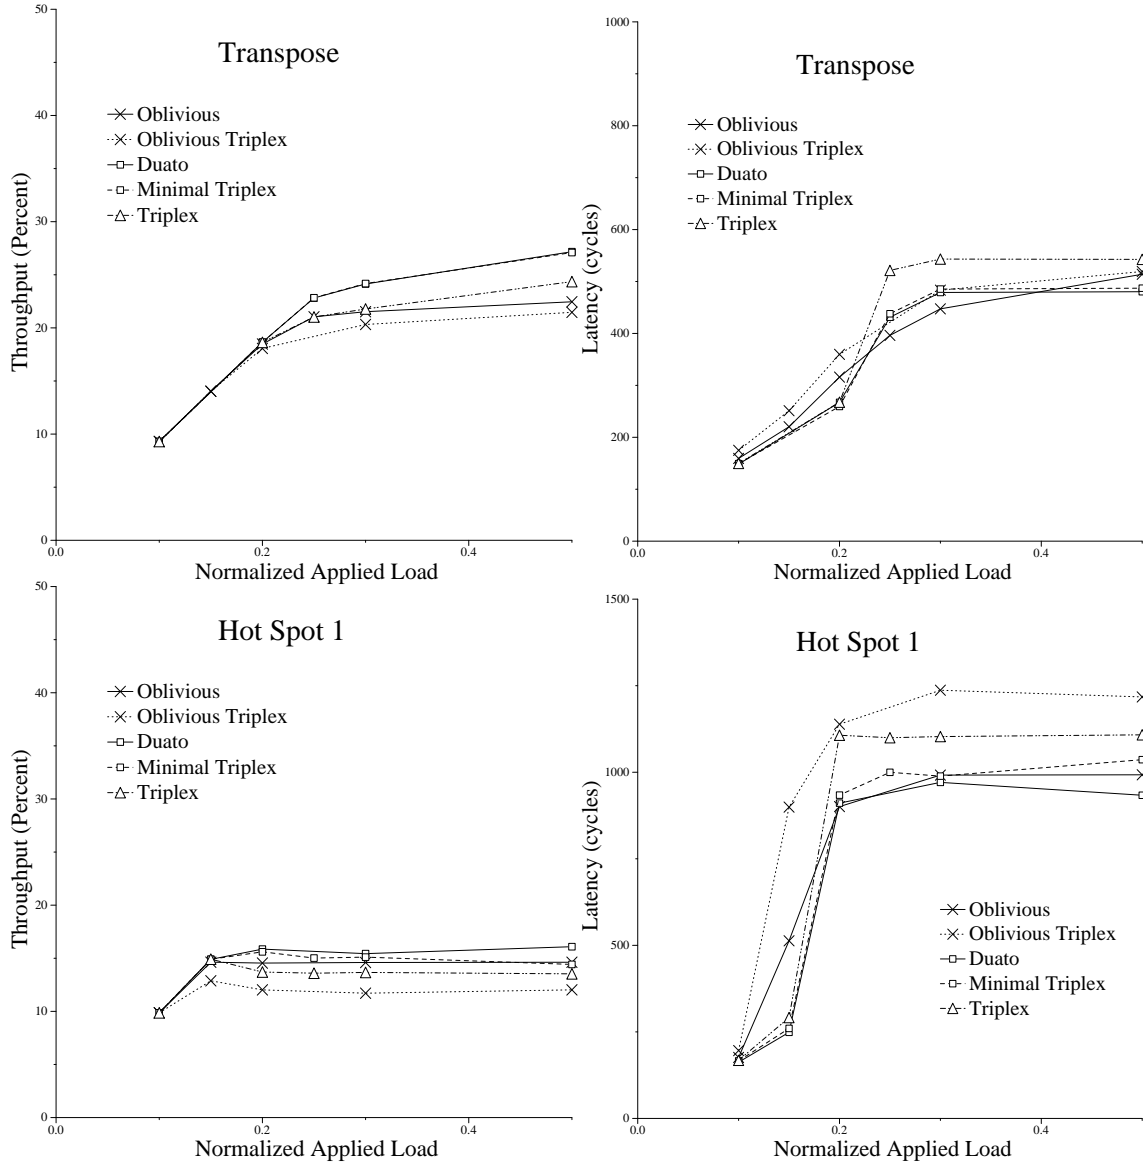 50
40
30
20
10
0
0.0
0.2
0.4
Throughput (Percent)
Normalized Applied Load
Transpose
Oblivious
Oblivious Triplex
Duato
Minimal Triplex
Triplex
1000
800
600
400
200
0
0.0
0.2
0.4
Latency (cycles)
Normalized Applied Load
Transpose
Oblivious
Oblivious Triplex
Duato
Minimal Triplex
Triplex
50
40
30
20
10
0
0.0
0.2
0.4
Throughput (Percent)
Normalized Applied Load
Hot Spot 1
Oblivious
Oblivious Triplex
Duato
Minimal Triplex
Triplex
1500
1000
500
0
0.0
0.2
0.4
Latency (cycles)
Normalized Applied Load
Hot Spot 1
Oblivious
Oblivious Triplex
Duato
Minimal Triplex
Triplex